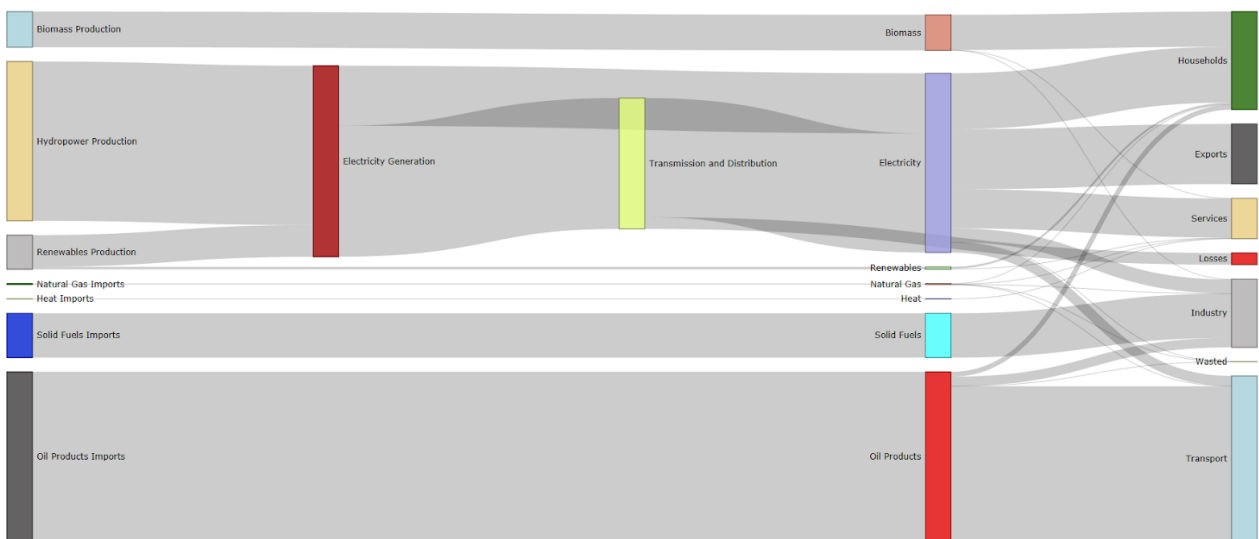 Biomass Production
Hydropower Production
Renewables Production
Natural Gas Imports
Heat Imports
Solid Fuels Imports
Oil Products Imports
Electricity Generation
Transmission and Distribution
Biomass
Electricity
Renewables
Natural Gas
Heat
Solid Fuels
Oil Products
Households
Exports
Services
Losses
Industry
Wasted
Transport